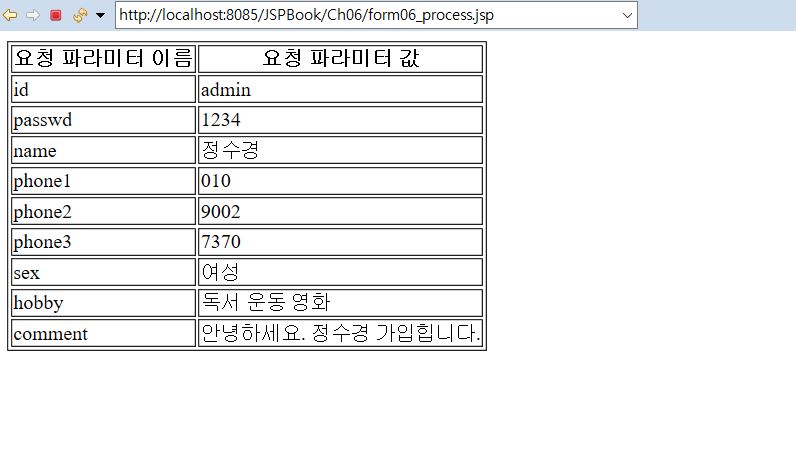 http://localhost:8085/JSPBook/Ch06/form06_process.jsp
요청 파라미터 이름 요청 파라미터 값
id admin
passwd 1234
name 정수경
phone1 010
phone2 9002
phone3 7370
sex 여성
hobby 독서 운동 영화
comment 안녕하세요. 정수경 가입힙니다.